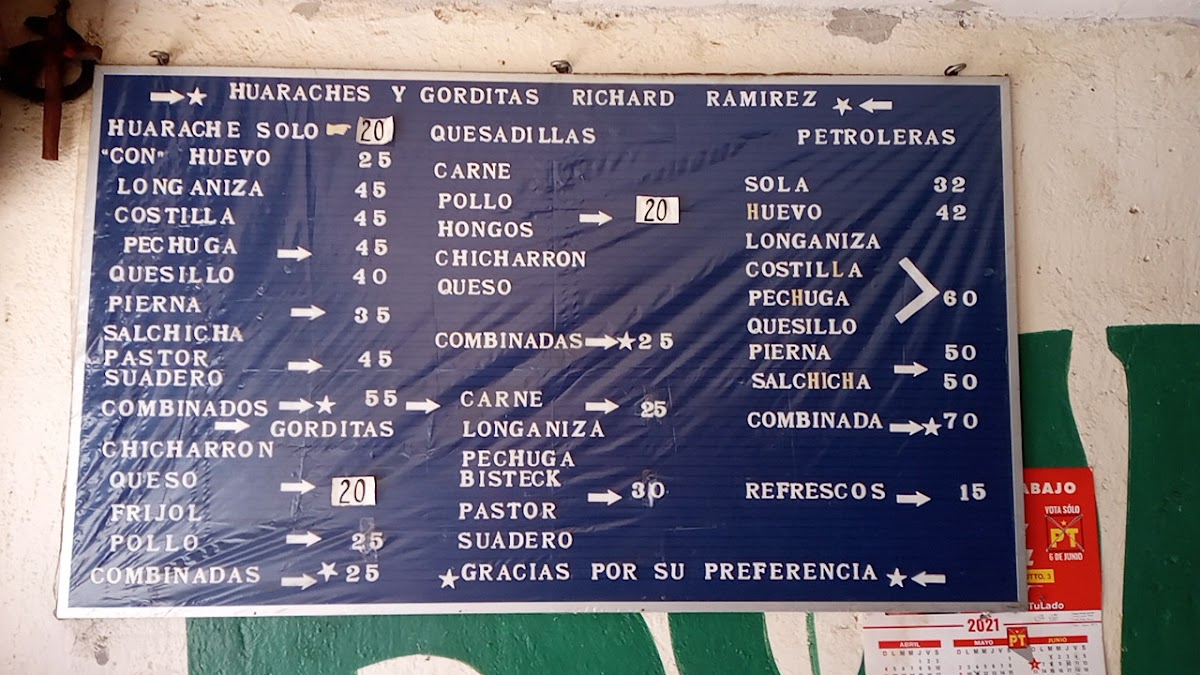 HUARACHES Y GORDITAS RICHARD RAMIREZ
HUARACHE SOLO 20
"CON" HUEVO 25
LONGANIZA 45
COSTILLA 45
PECHUGA 45
QUESILLO 40
PIERNA 35
SALCHICHA
PASTOR 45
SUADERO
COMBINADOS 55
GORDITAS
CHICHARRON
QUESO 20
FRIJOL
POLLO 25
COMBINADAS 25
QUESADILLAS
CARNE
POLLO 20
HONGOS
CHICHARRON
QUESO
COMBINADAS 25
CARNE 25
LONGANIZA
PECHUGA
BISTECK 30
PASTOR
SUADERO
PETROLERAS
SOLA 32
HUEVO 42
LONGANIZA
COSTILLA
PECHUGA 60
QUESILLO
PIERNA 50
SALCHICHA 50
COMBINADA 70
REFRESCOS 15
GRACIAS POR SU PREFERENCIA
ABAJO
VOTA SÓLO
PT
6 DE JUNIO
TuLado
2021
ABRIL MAYO JUNIO
PT